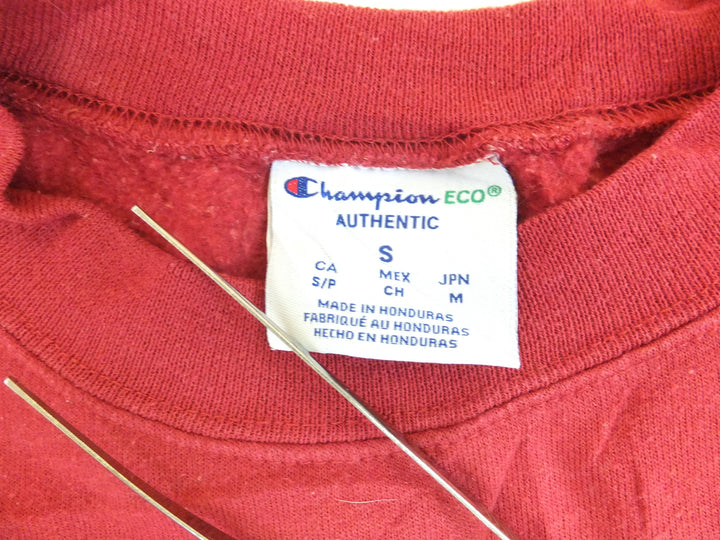 Champion ECO®
AUTHENTIC
S
CA MEX JPN
S/P CH M
MADE IN HONDURAS
FABRIQUÉ AU HONDURAS
HECHO EN HONDURAS